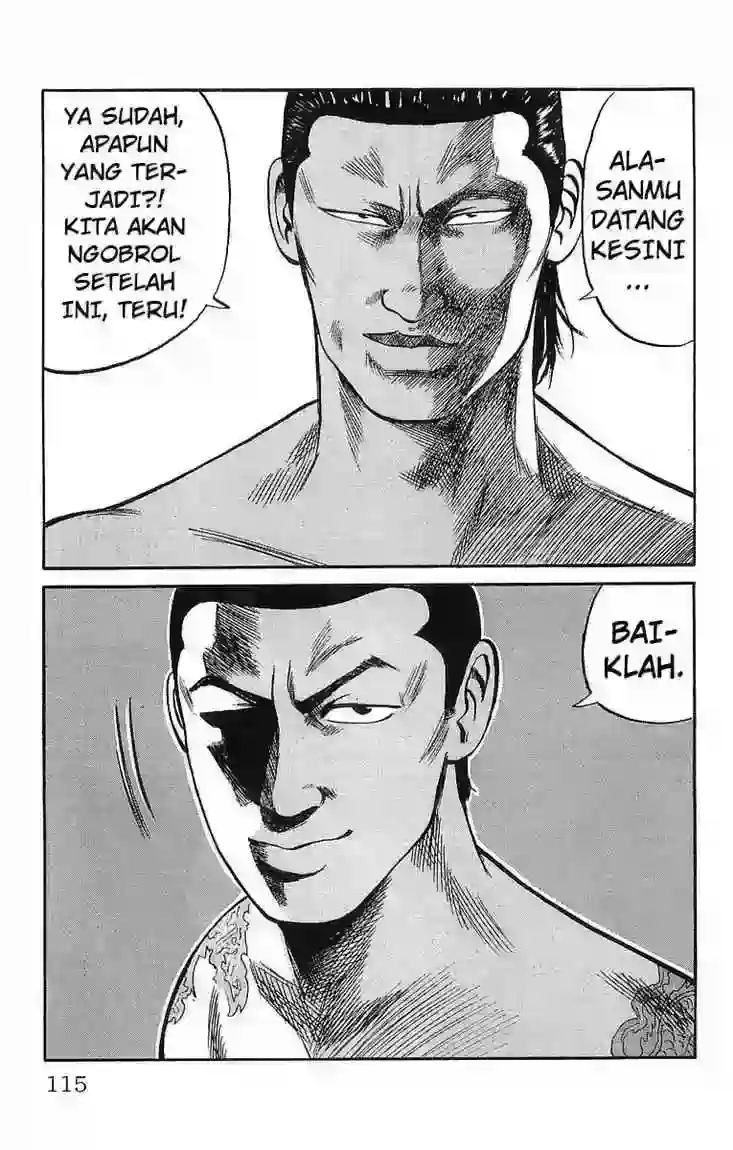 ALA-
SANMU
DATANG
KESINI
...
YA SUDAH,
APAPUN
YANG TER-
JADI?!
KITA AKAN
NGOBROL
SETELAH
INI, TERU!
BAI-
KLAH.
115